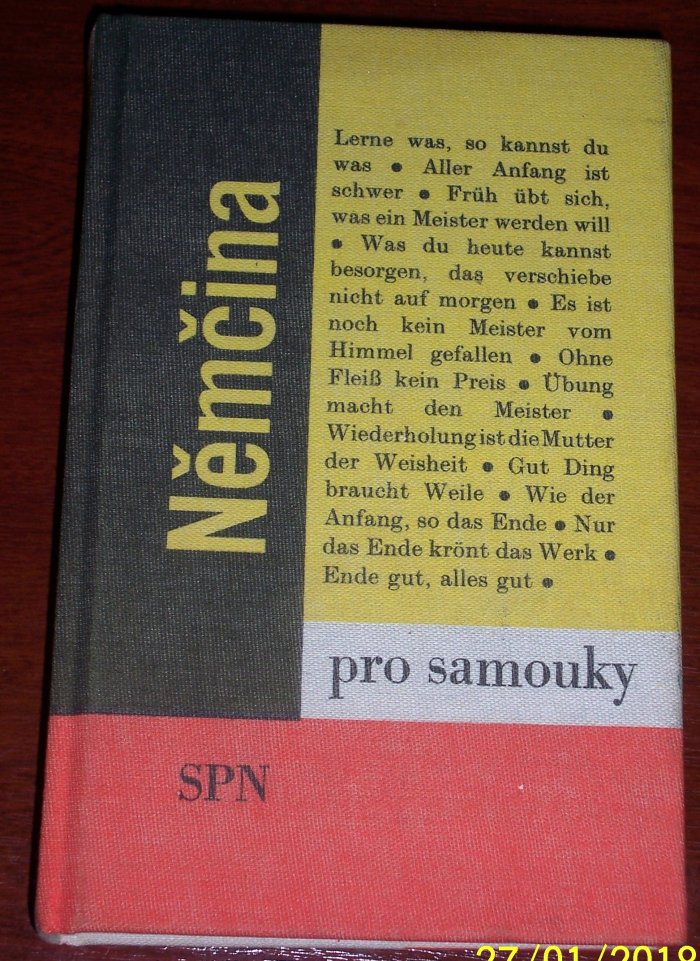 Němčina
Lerne was, so kannst du
was ● Aller Anfang ist
schwer ● Früh übt sich,
was ein Meister werden will
● Was du heute kannst
besorgen, das verschiebe
nicht auf morgen ● Es ist
noch kein Meister vom
Himmel gefallen ● Ohne
Fleiß kein Preis ● Übung
macht den Meister ●
Wiederholung ist die Mutter
der Weisheit ● Gut Ding
braucht Weile ● Wie der
Anfang, so das Ende ● Nur
das Ende krönt das Werk ●
Ende gut, alles gut ●
pro samouky
SPN
27/01/2018